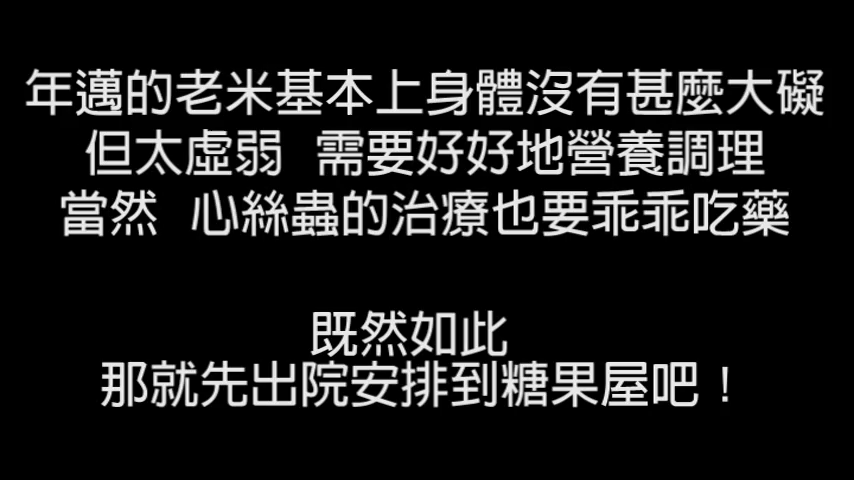 年邁的老米基本上身體沒有甚麼大礙
但太虛弱 需要好好地營養調理
當然 心絲蟲的治療也要乖乖吃藥
既然如此
那就先出院安排到糖果屋吧！